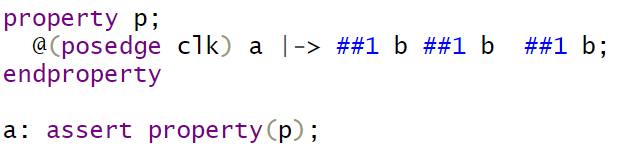 property p;
  @(posedge clk) a |-> ##1 b ##1 b  ##1 b;
endproperty

a: assert property(p);